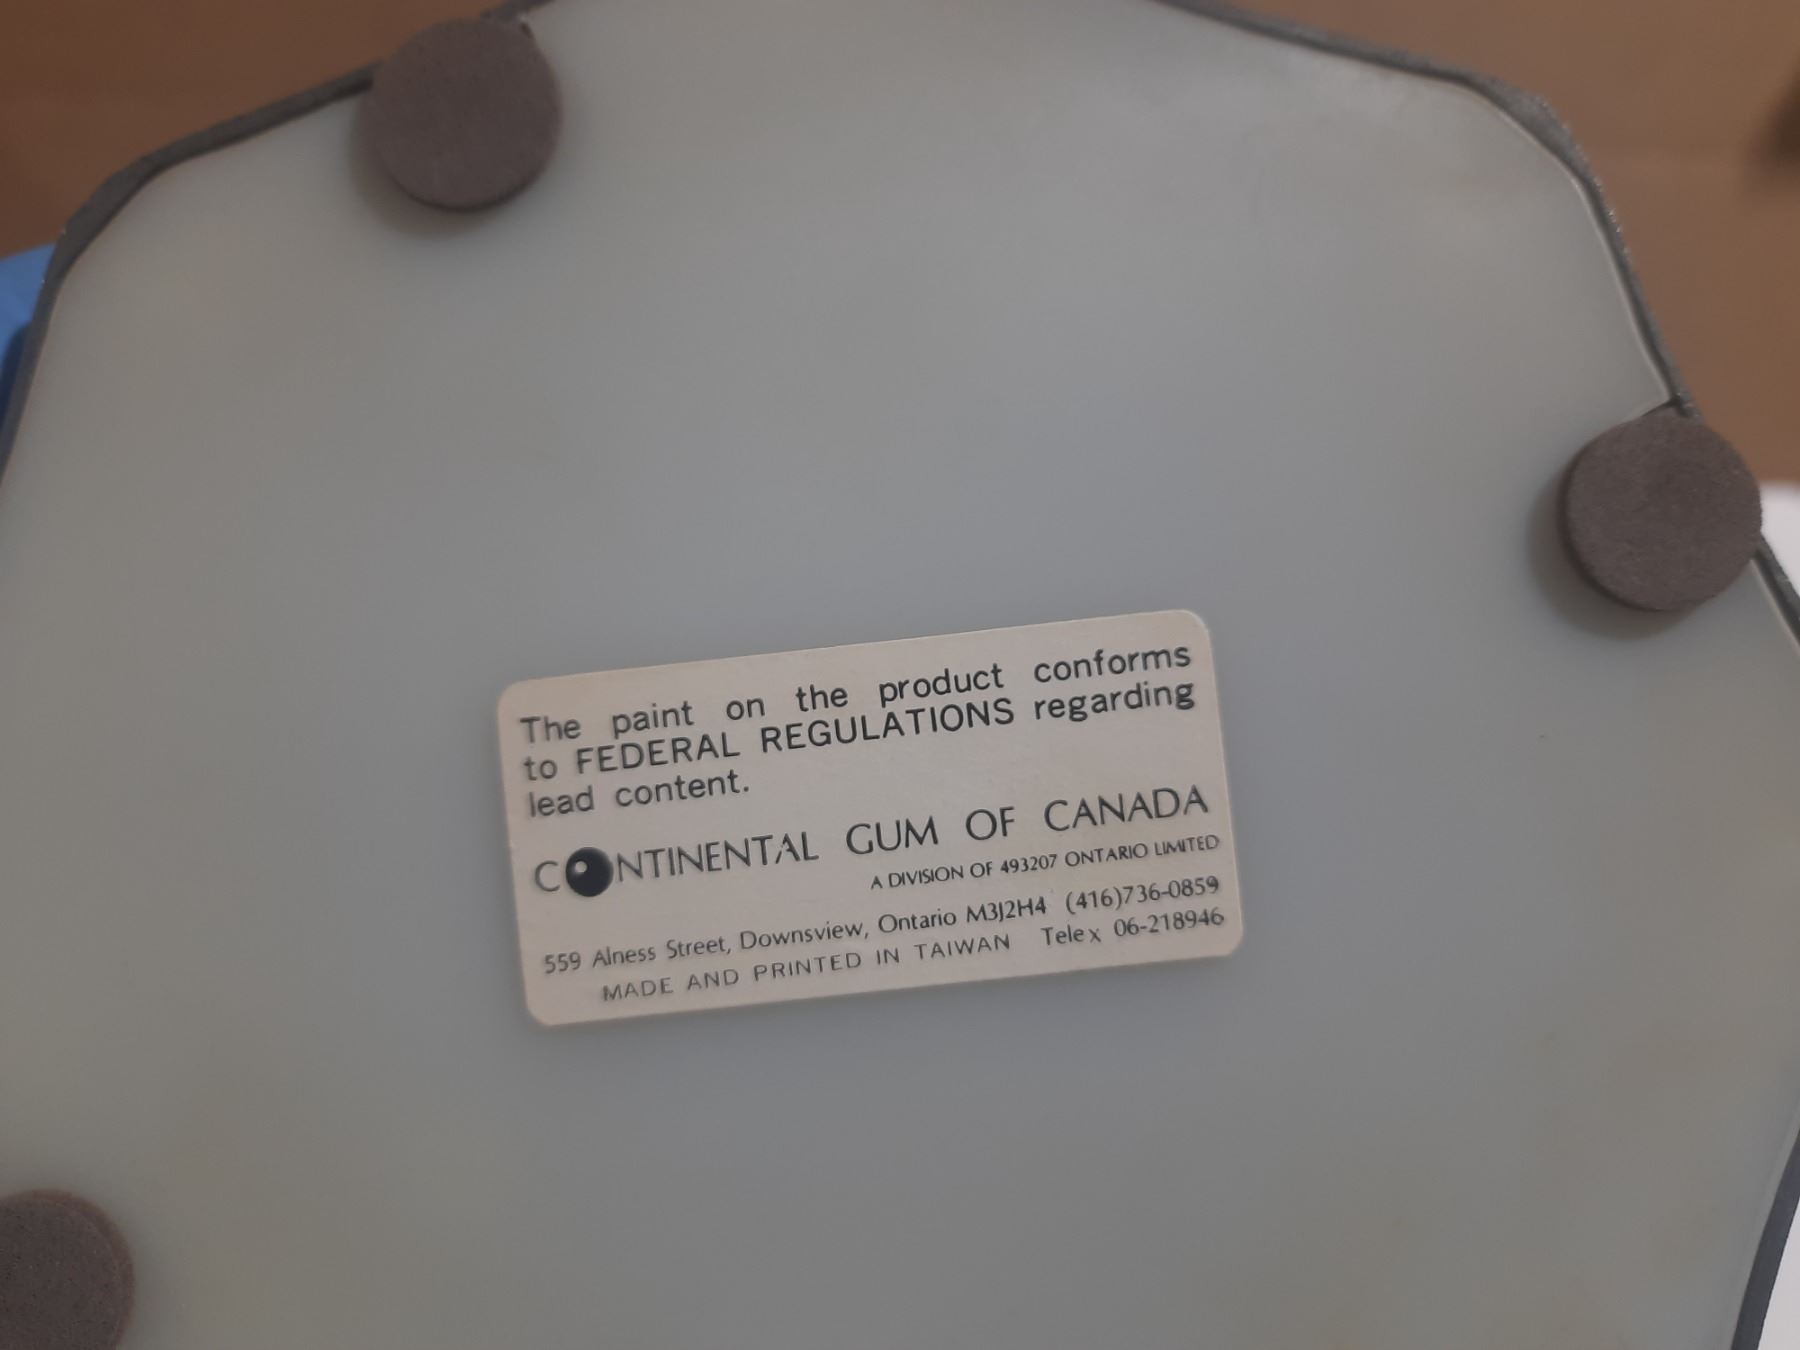 The paint on the product conforms
to FEDERAL REGULATIONS regarding
lead content.
CONTINENTAL GUM OF CANADA
A DIVISION OF 493207 ONTARIO LIMITED
559 Alness Street, Downsview, Ontario M3J2H4 (416)736-0859
MADE AND PRINTED IN TAIWAN Telex 06-218946